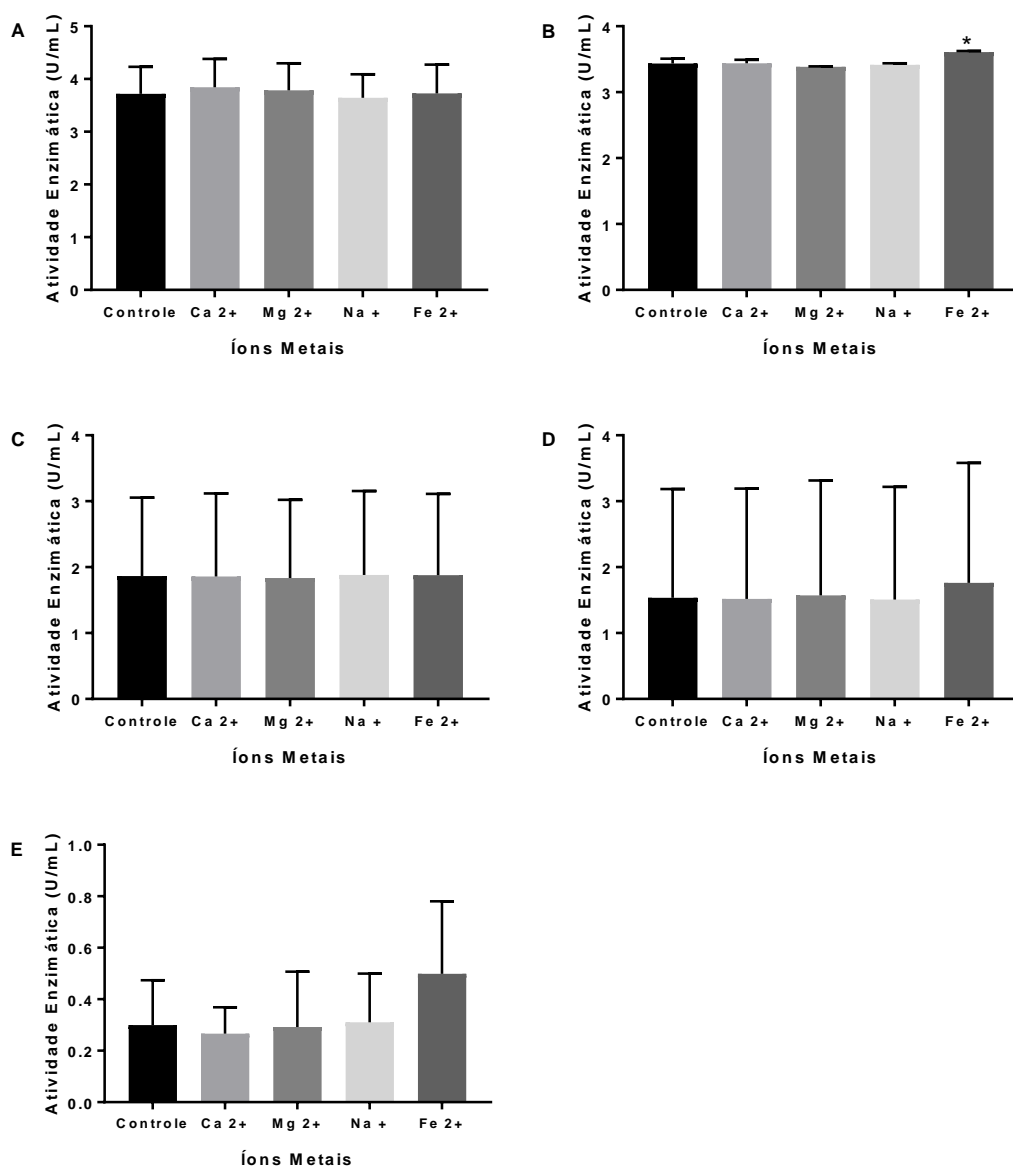 A
Atividade Enzimática (U/mL)
5
4
3
2
1
0
Controle Ca 2+ Mg 2+ Na + Fe 2+
Íons Metais
B
Atividade Enzimática (U/mL)
4
3
2
1
0
*
Controle Ca 2+ Mg 2+ Na + Fe 2+
Íons Metais
C
Atividade Enzimática (U/mL)
4
3
2
1
0
Controle Ca 2+ Mg 2+ Na + Fe 2+
Íons Metais
D
Atividade Enzimática (U/mL)
4
3
2
1
0
Controle Ca 2+ Mg 2+ Na + Fe 2+
Íons Metais
E
Atividade Enzimática (U/mL)
1.0
0.8
0.6
0.4
0.2
0.0
Controle Ca 2+ Mg 2+ Na + Fe 2+
Íons Metais